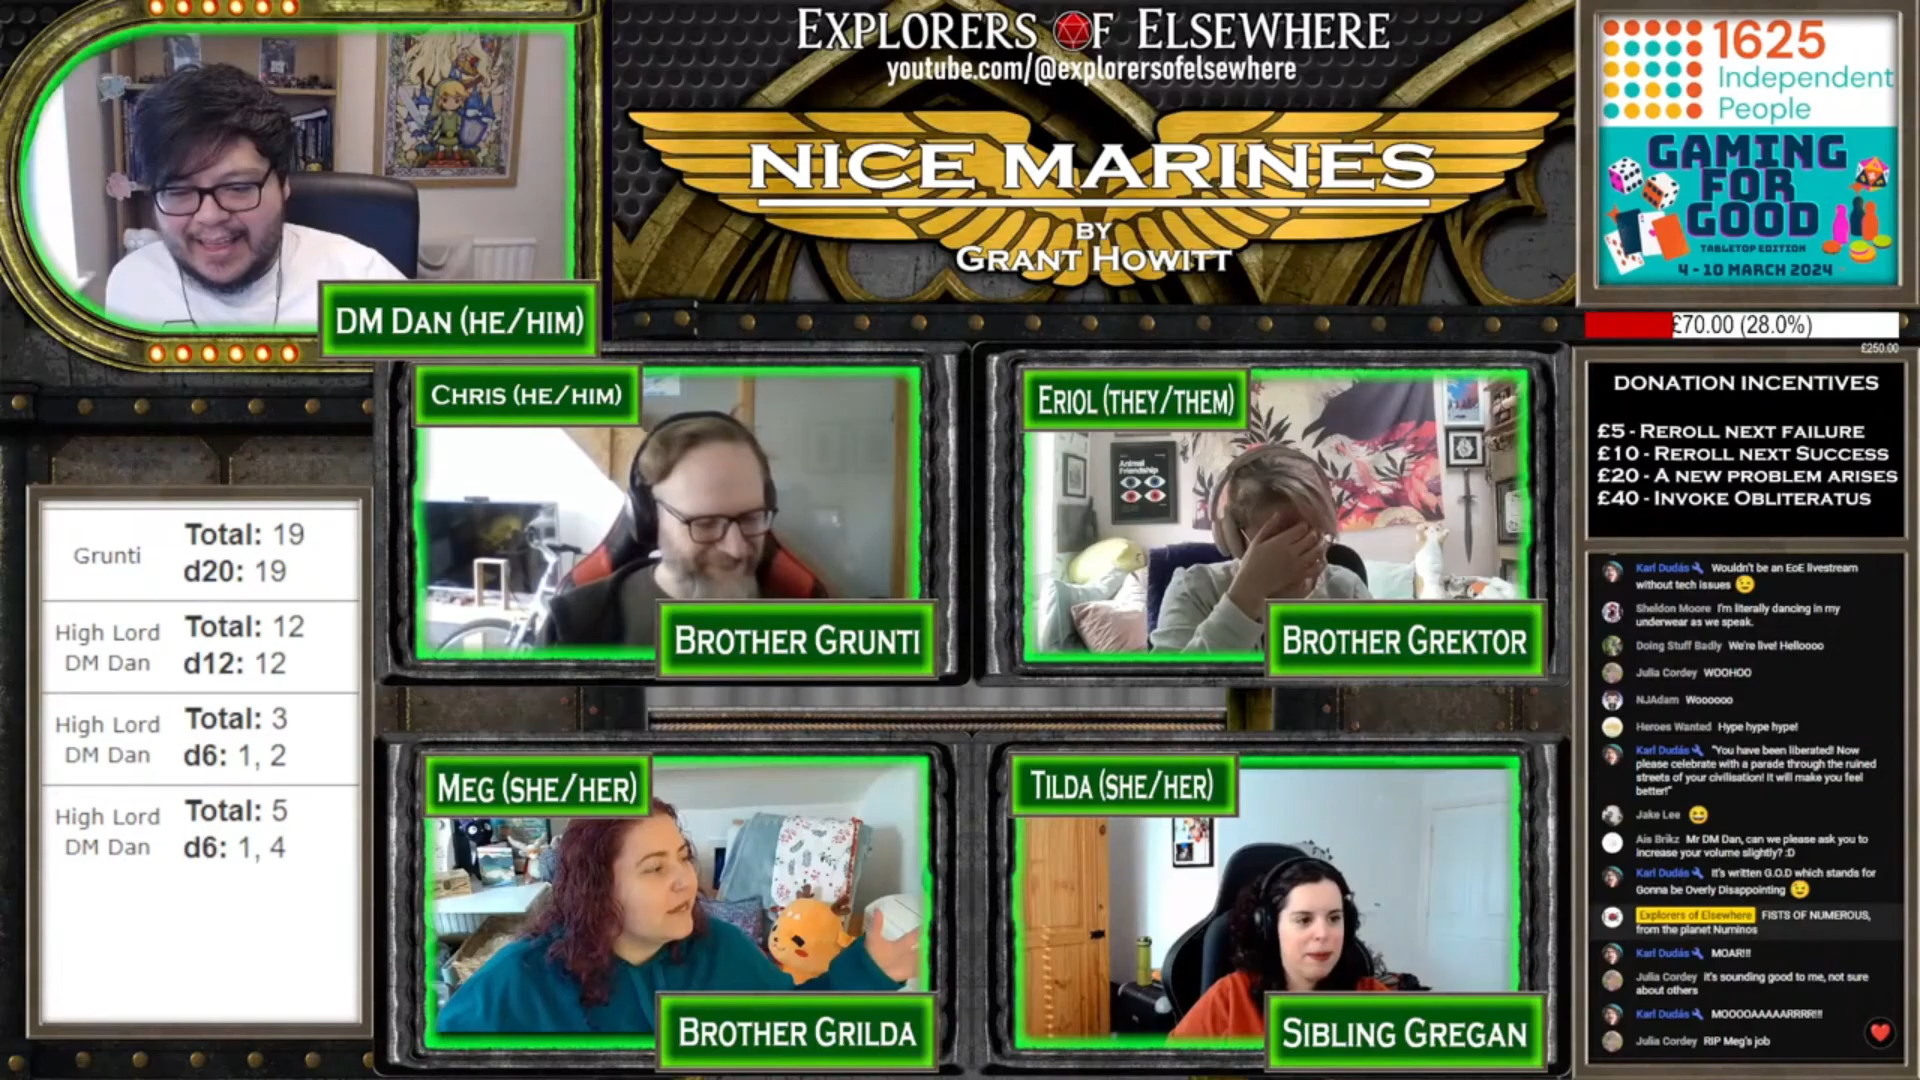 EXPLORERS OF ELSEWHERE
youtube.com/@explorersofelsewhere
NICE MARINES
BY
GRANT HOWITT
1625
Independent
People
GAMING
FOR
GOOD
TABLETOP EDITION
4 - 10 MARCH 2024
£70.00 (28.0%)
£250.00
DM DAN (HE/HIM)
CHRIS (HE/HIM)
BROTHER GRUNTI
ERIOL (THEY/THEM)
Animal
Friendship
BROTHER GREKTOR
MEG (SHE/HER)
BROTHER GRILDA
TILDA (SHE/HER)
SIBLING GREGAN
Grunti
Total: 19
d20: 19
High Lord
DM Dan
Total: 12
d12: 12
High Lord
DM Dan
Total: 3
d6: 1, 2
High Lord
DM Dan
Total: 5
d6: 1, 4
DONATION INCENTIVES
£5 - REROLL NEXT FAILURE
£10 - REROLL NEXT SUCCESS
£20 - A NEW PROBLEM ARISES
£40 - INVOKE OBLITERATUS
Karl Dudás Wouldn't be an EoE livestream
without tech issues 😉
Sheldon Moore I'm literally dancing in my
underwear as we speak.
Doing Stuff Badly We're live! Helloooo
Julia Cordey WOOHOO
NJAdam Woooooo
Heroes Wanted Hype hype hype!
Karl Dudás "You have been liberated! Now
please celebrate with a parade through the ruined
streets of your civilisation! It will make you feel
better!"
Jake Lee 😆
Ais Brikz Mr DM Dan, can we please ask you to
increase your volume slightly? :D
Karl Dudás It's written G.O.D which stands for
Gonna be Overly Disappointing 😉
Explorers of Elsewhere FISTS OF NUMEROUS,
from the planet Numinos
Karl Dudás MOAR!!!
Julia Cordey it's sounding good to me, not sure
about others
Karl Dudás MOOOOAAAAARRRR!!!
Julia Cordey RIP Meg's job